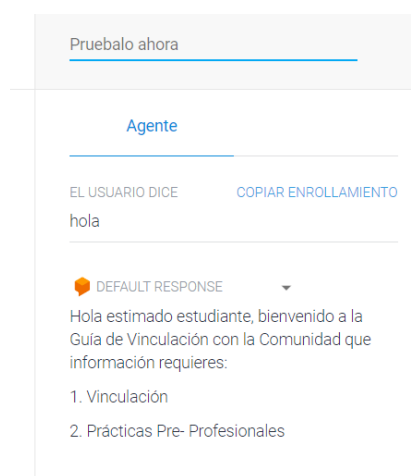 Pruebalo ahora
Agente
EL USUARIO DICE
COPIAR ENROLLAMIENTO
hola
DEFAULT RESPONSE
Hola estimado estudiante, bienvenido a la
Guía de Vinculación con la Comunidad que
información requieres:
1. Vinculación
2. Prácticas Pre- Profesionales